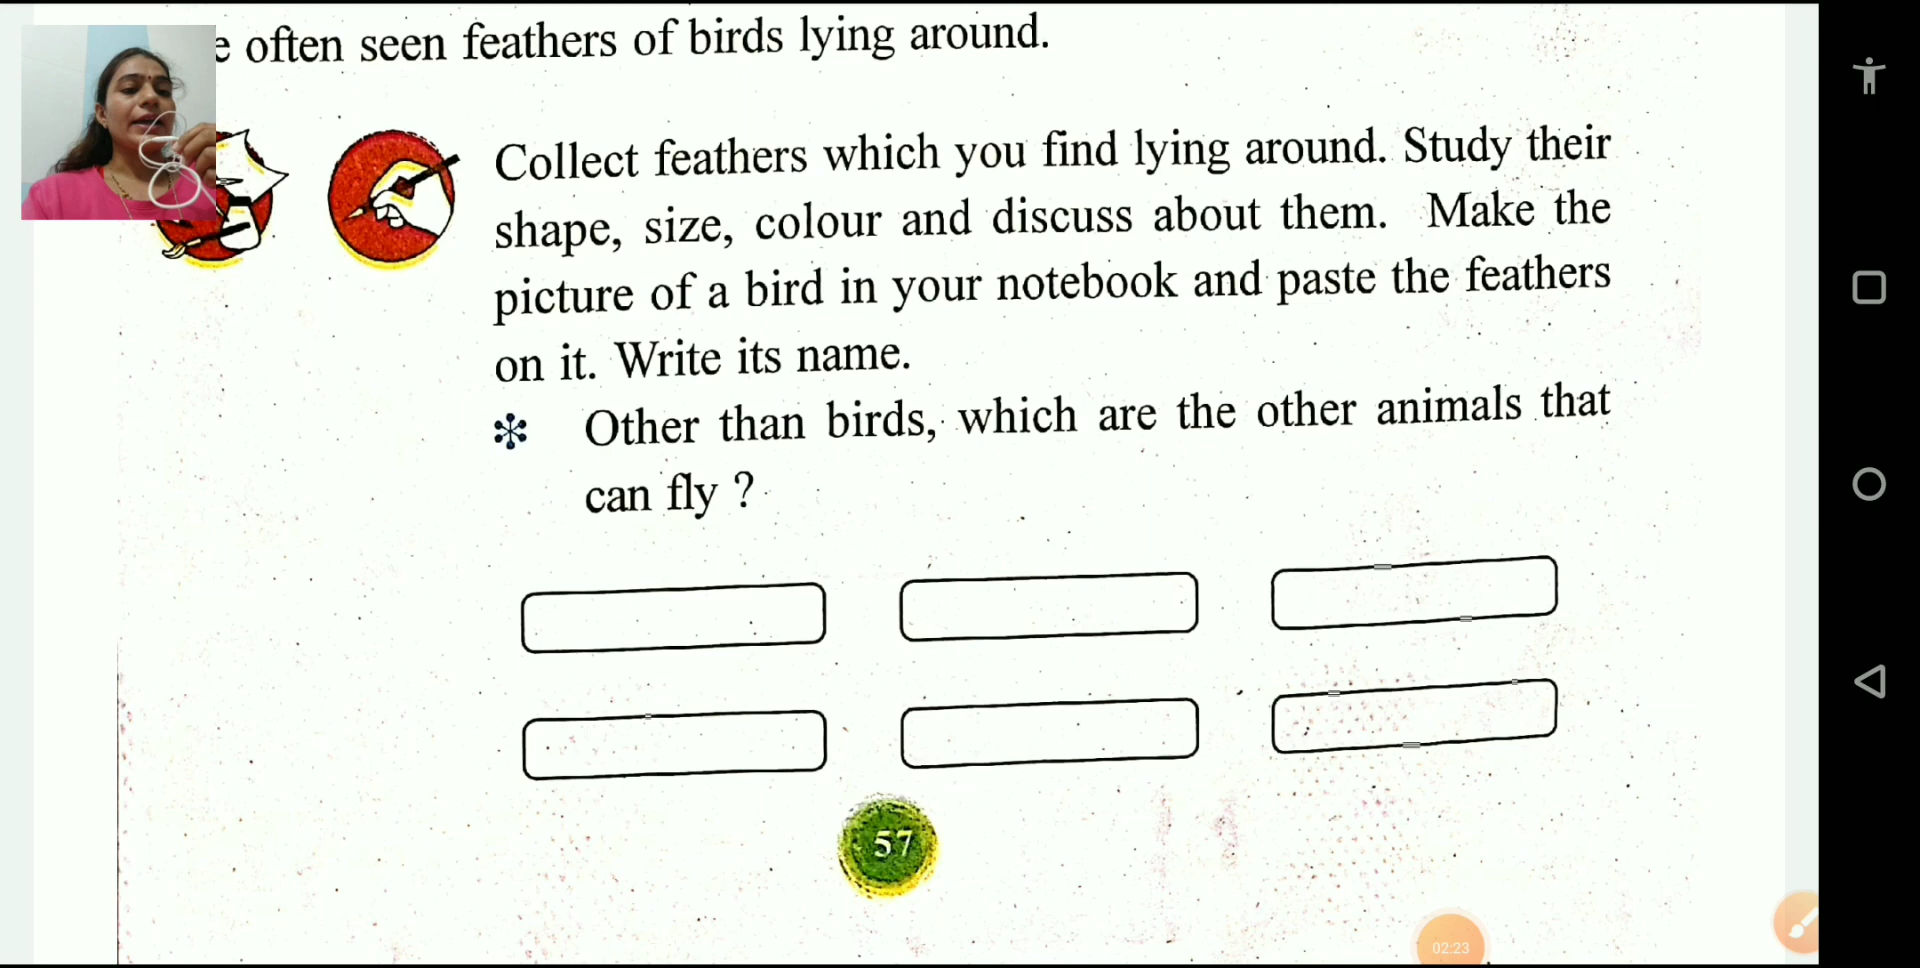 e often seen feathers of birds lying around.
Collect feathers which you find lying around. Study their
shape, size, colour and discuss about them. Make the
picture of a bird in your notebook and paste the feathers
on it. Write its name.
Other than birds, which are the other animals that
can fly ?
57
02:23